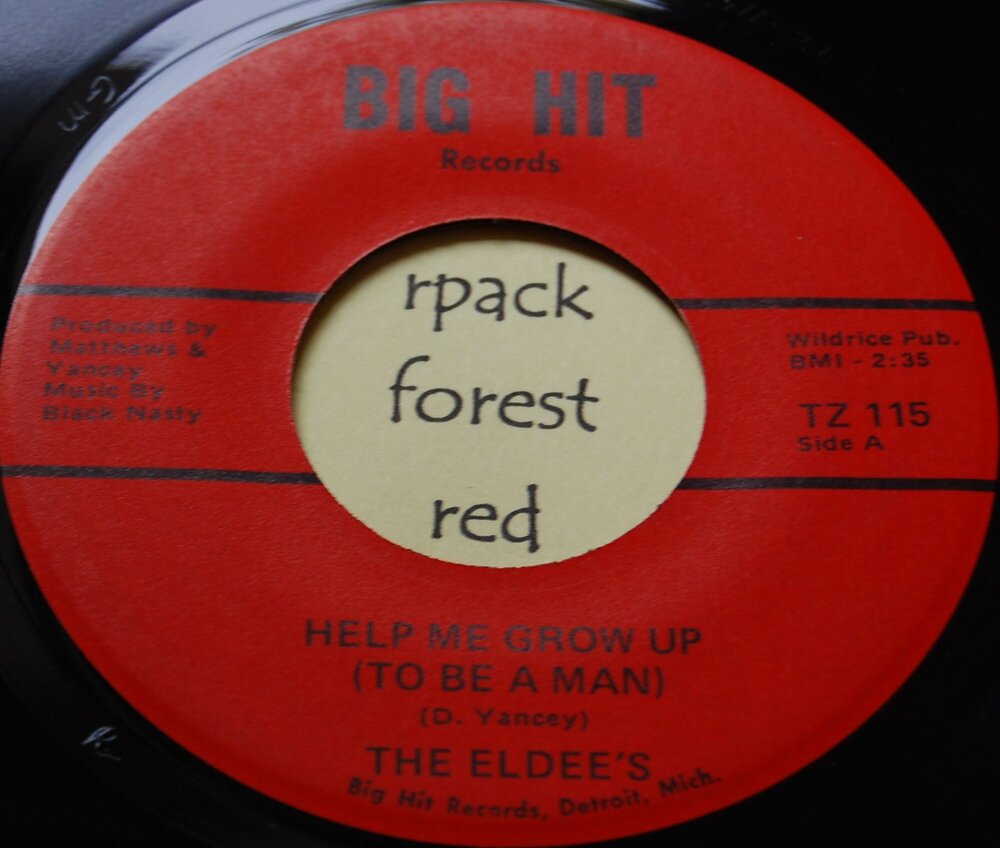 BIG HIT
Records
Produced by
Matthews &
Yancey
Music By
Black Nasty
rpack
forest
red
Wildrice Pub.
BMI - 2:35
TZ 115
Side A
HELP ME GROW UP
(TO BE A MAN)
(D. Yancey)
THE ELDEE'S
Big Hit Records, Detroit, Mich.